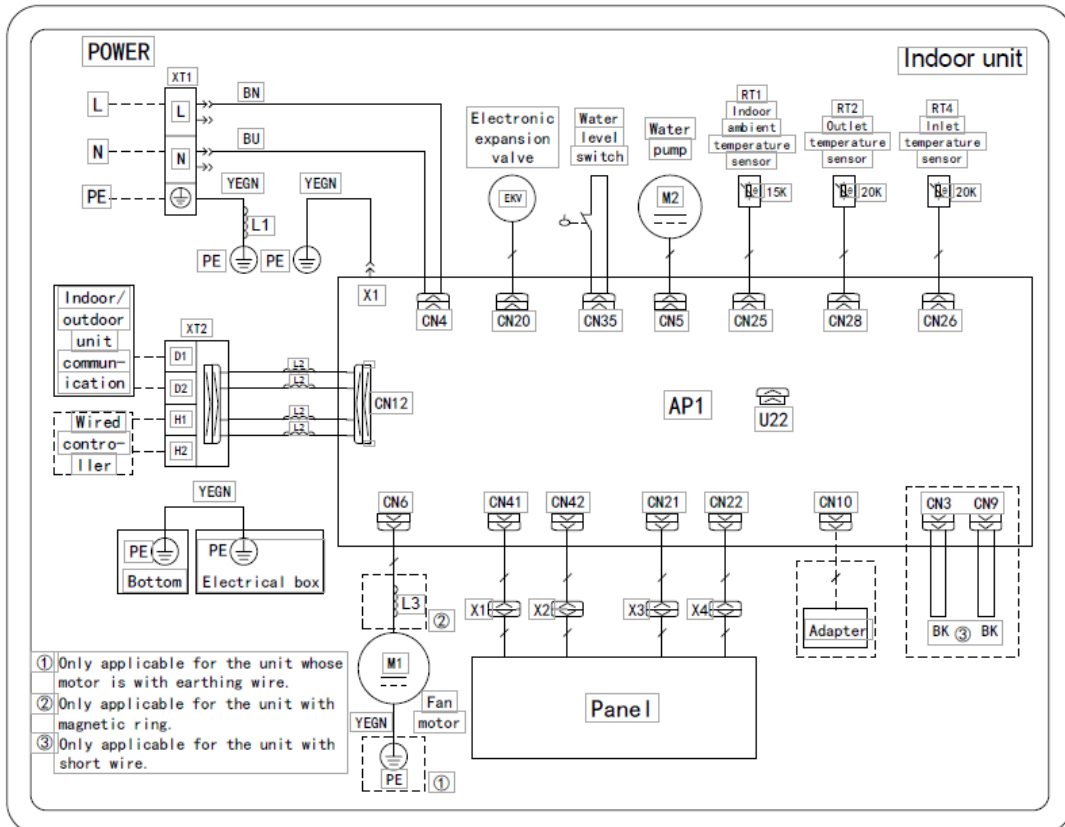 POWER
Indoor unit
XT1
L
L
BN
N
N
BU
PE
YEGN
YEGN
L1
PE
PE
X1
Electronic
expansion
valve
EKV
Water
level
switch
Water
pump
M2
RT1
Indoor
ambient
temperature
sensor
15K
RT2
Outlet
temperature
sensor
20K
RT4
Inlet
temperature
sensor
20K
CN4
CN20
CN35
CN5
CN25
CN28
CN26
Indoor/
outdoor
unit
commun-
ication
XT2
D1
D2
H1
H2
L2
L2
L2
L2
CN12
Wired
contro-
ller
AP1
U22
YEGN
PE
Bottom
PE
Electrical box
CN6
CN41
CN42
CN21
CN22
CN10
CN3
CN9
L3
②
X1
X2
X3
X4
Adapter
BK ③ BK
M1
Fan
motor
YEGN
PE
①
Panel
① Only applicable for the unit whose
motor is with earthing wire.
② Only applicable for the unit with
magnetic ring.
③ Only applicable for the unit with
short wire.